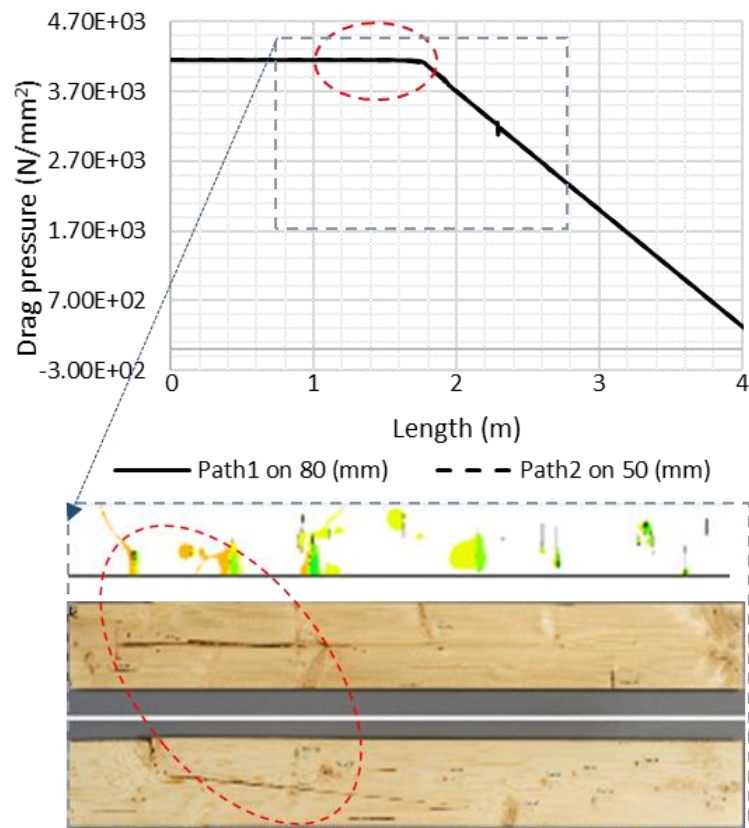 4.70E+03
3.70E+03
2.70E+03
1.70E+03
7.00E+02
-3.00E+02
Drag pressure (N/mm²)
0 1 2 3 4
Length (m)
Path1 on 80 (mm) Path2 on 50 (mm)